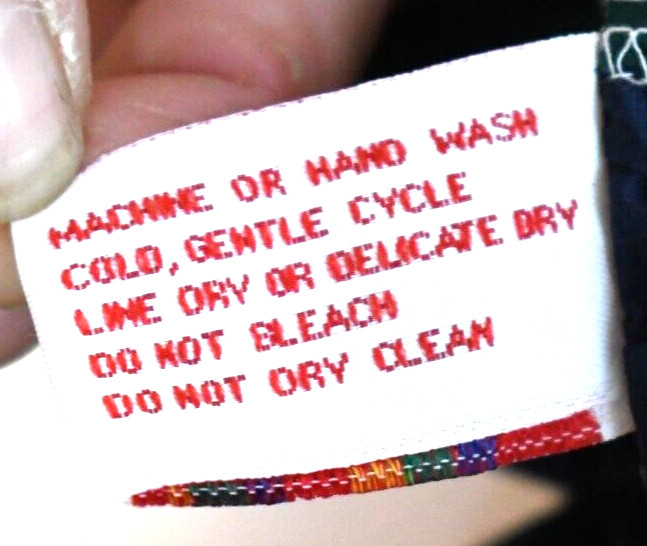 MACHINE OR HAND WASH
COLD, GENTLE CYCLE
LINE DRY OR DELICATE DRY
DO NOT BLEACH
DO NOT DRY CLEAN